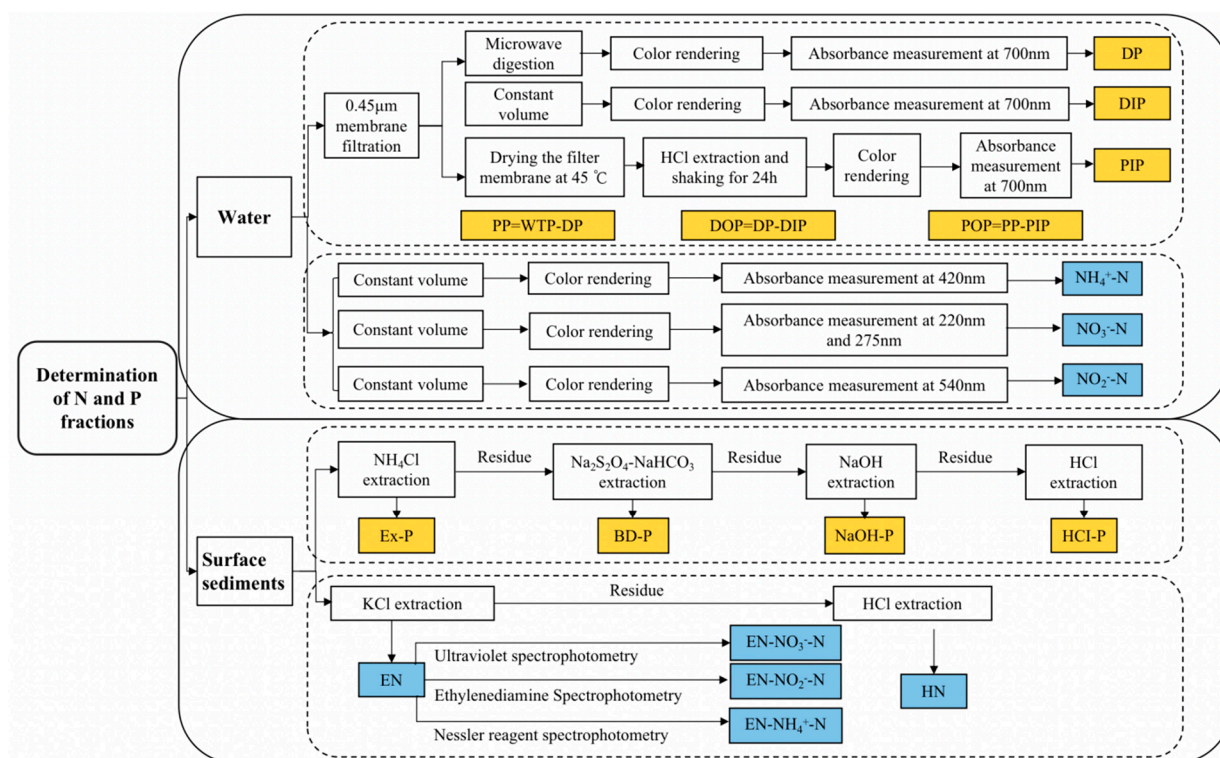 Determination
of N and P
fractions
Water
0.45μm
membrane
filtration
Microwave
digestion
Color rendering
Absorbance measurement at 700nm
DP
Constant
volume
Color rendering
Absorbance measurement at 700nm
DIP
Drying the filter
membrane at 45 ℃
HCl extraction and
shaking for 24h
Color
rendering
Absorbance
measurement
at 700nm
PIP
PP=WTP-DP
DOP=DP-DIP
POP=PP-PIP
Constant volume
Color rendering
Absorbance measurement at 420nm
NH₄⁺-N
Constant volume
Color rendering
Absorbance measurement at 220nm
and 275nm
NO₃⁻-N
Constant volume
Color rendering
Absorbance measurement at 540nm
NO₂⁻-N
Surface
sediments
NH₄Cl
extraction
Residue
Na₂S₂O₄-NaHCO₃
extraction
Residue
NaOH
extraction
Residue
HCl
extraction
Ex-P
BD-P
NaOH-P
HCI-P
KCl extraction
Residue
HCl extraction
EN
Ultraviolet spectrophotometry
EN-NO₃⁻-N
Ethylenediamine Spectrophotometry
EN-NO₂⁻-N
Nessler reagent spectrophotometry
EN-NH₄⁺-N
HN